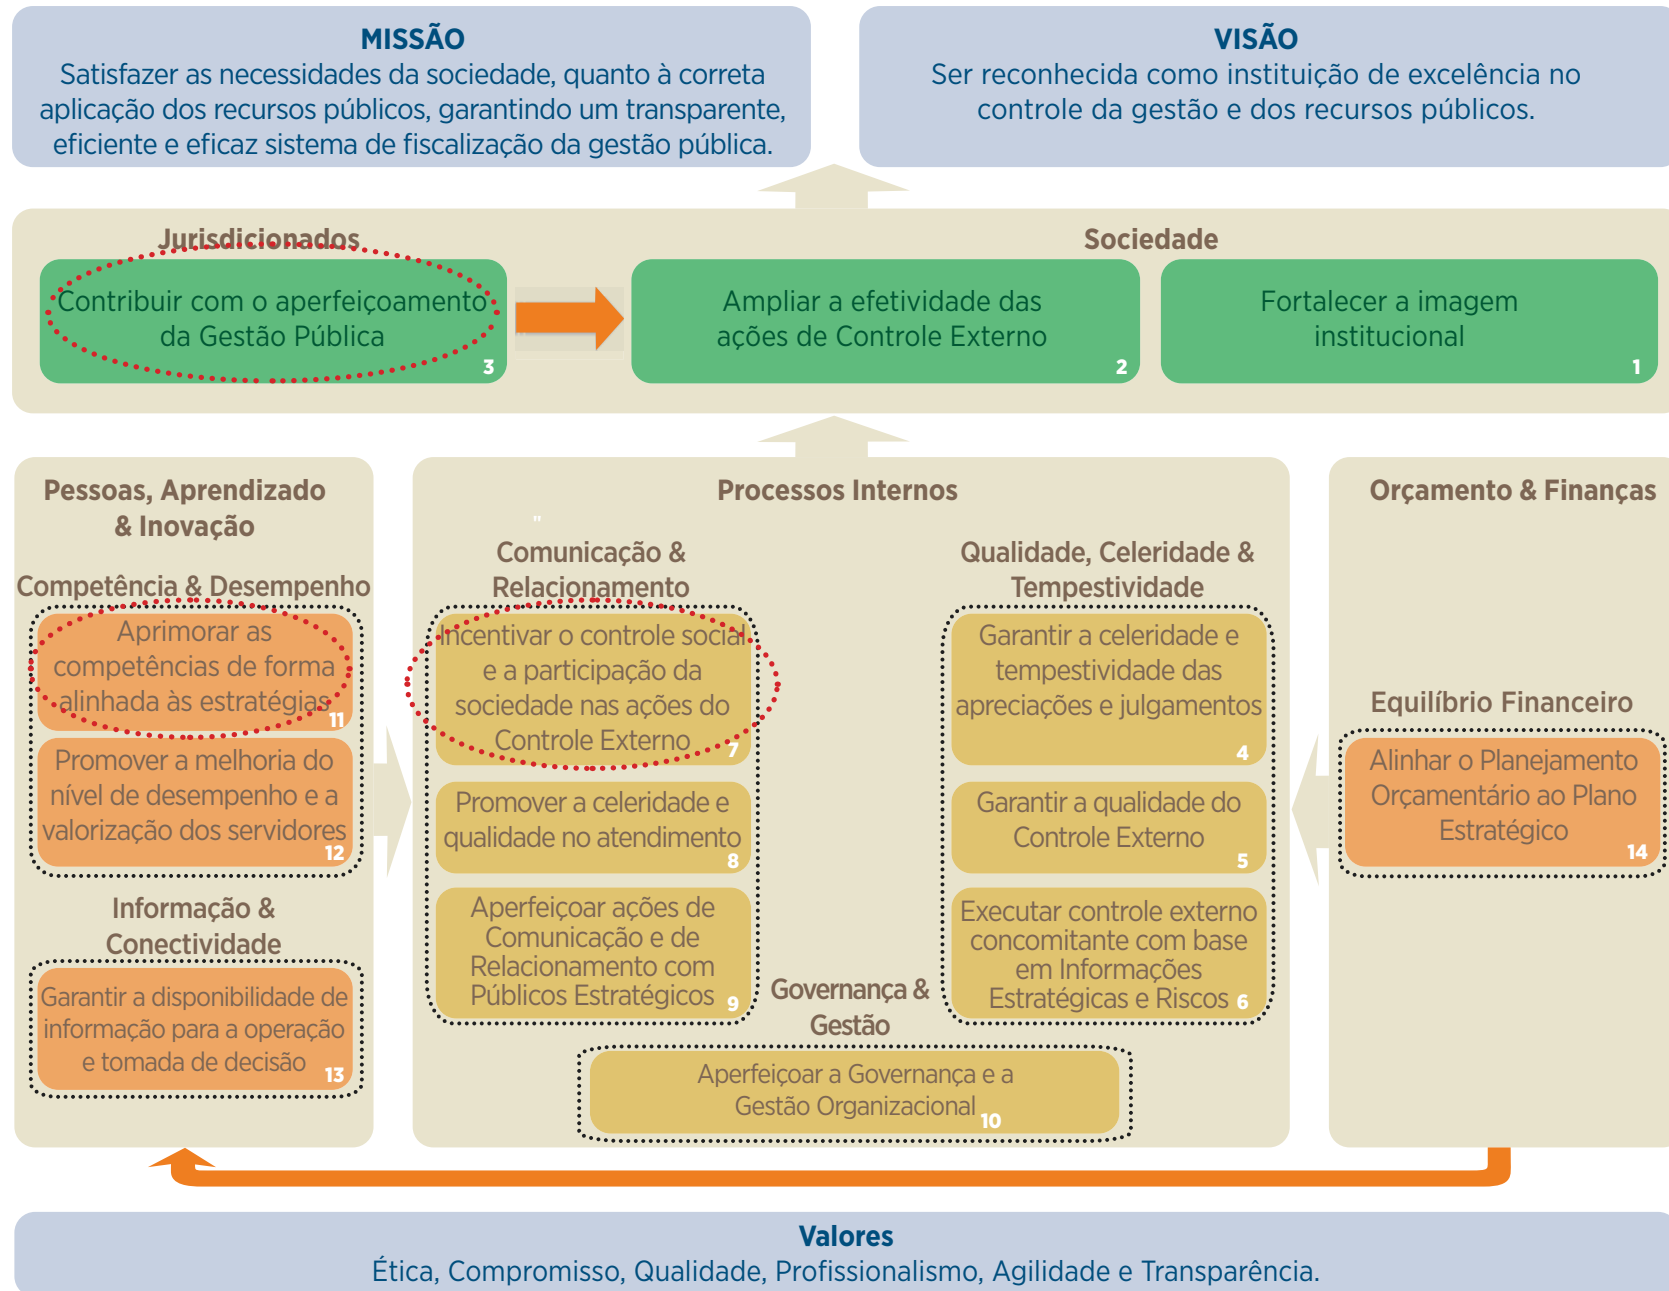 MISSÃO
Satisfazer as necessidades da sociedade, quanto à correta
aplicação dos recursos públicos, garantindo um transparente,
eficiente e eficaz sistema de fiscalização da gestão pública.
VISÃO
Ser reconhecida como instituição de excelência no
controle da gestão e dos recursos públicos.
Jurisdicionados
Contribuir com o aperfeiçoamento
da Gestão Pública
3
Sociedade
Ampliar a efetividade das
ações de Controle Externo
2
Fortalecer a imagem
institucional
1
Pessoas, Aprendizado
& Inovação
Competência & Desempenho
Aprimorar as
competências de forma
alinhada às estratégias
11
Promover a melhoria do
nível de desempenho e a
valorização dos servidores
12
Informação &
Conectividade
Garantir a disponibilidade de
informação para a operação
e tomada de decisão
13
Processos Internos
"
Comunicação &
Relacionamento
Incentivar o controle social
e a participação da
sociedade nas ações do
Controle Externo
7
Promover a celeridade e
qualidade no atendimento
8
Aperfeiçoar ações de
Comunicação e de
Relacionamento com
Públicos Estratégicos
9
Qualidade, Celeridade &
Tempestividade
Garantir a celeridade e
tempestividade das
apreciações e julgamentos
4
Garantir a qualidade do
Controle Externo
5
Executar controle externo
concomitante com base
em Informações
Estratégicas e Riscos
6
Governança &
Gestão
Aperfeiçoar a Governança e a
Gestão Organizacional
10
Orçamento & Finanças
Equilíbrio Financeiro
Alinhar o Planejamento
Orçamentário ao Plano
Estratégico
14
Valores
Ética, Compromisso, Qualidade, Profissionalismo, Agilidade e Transparência.